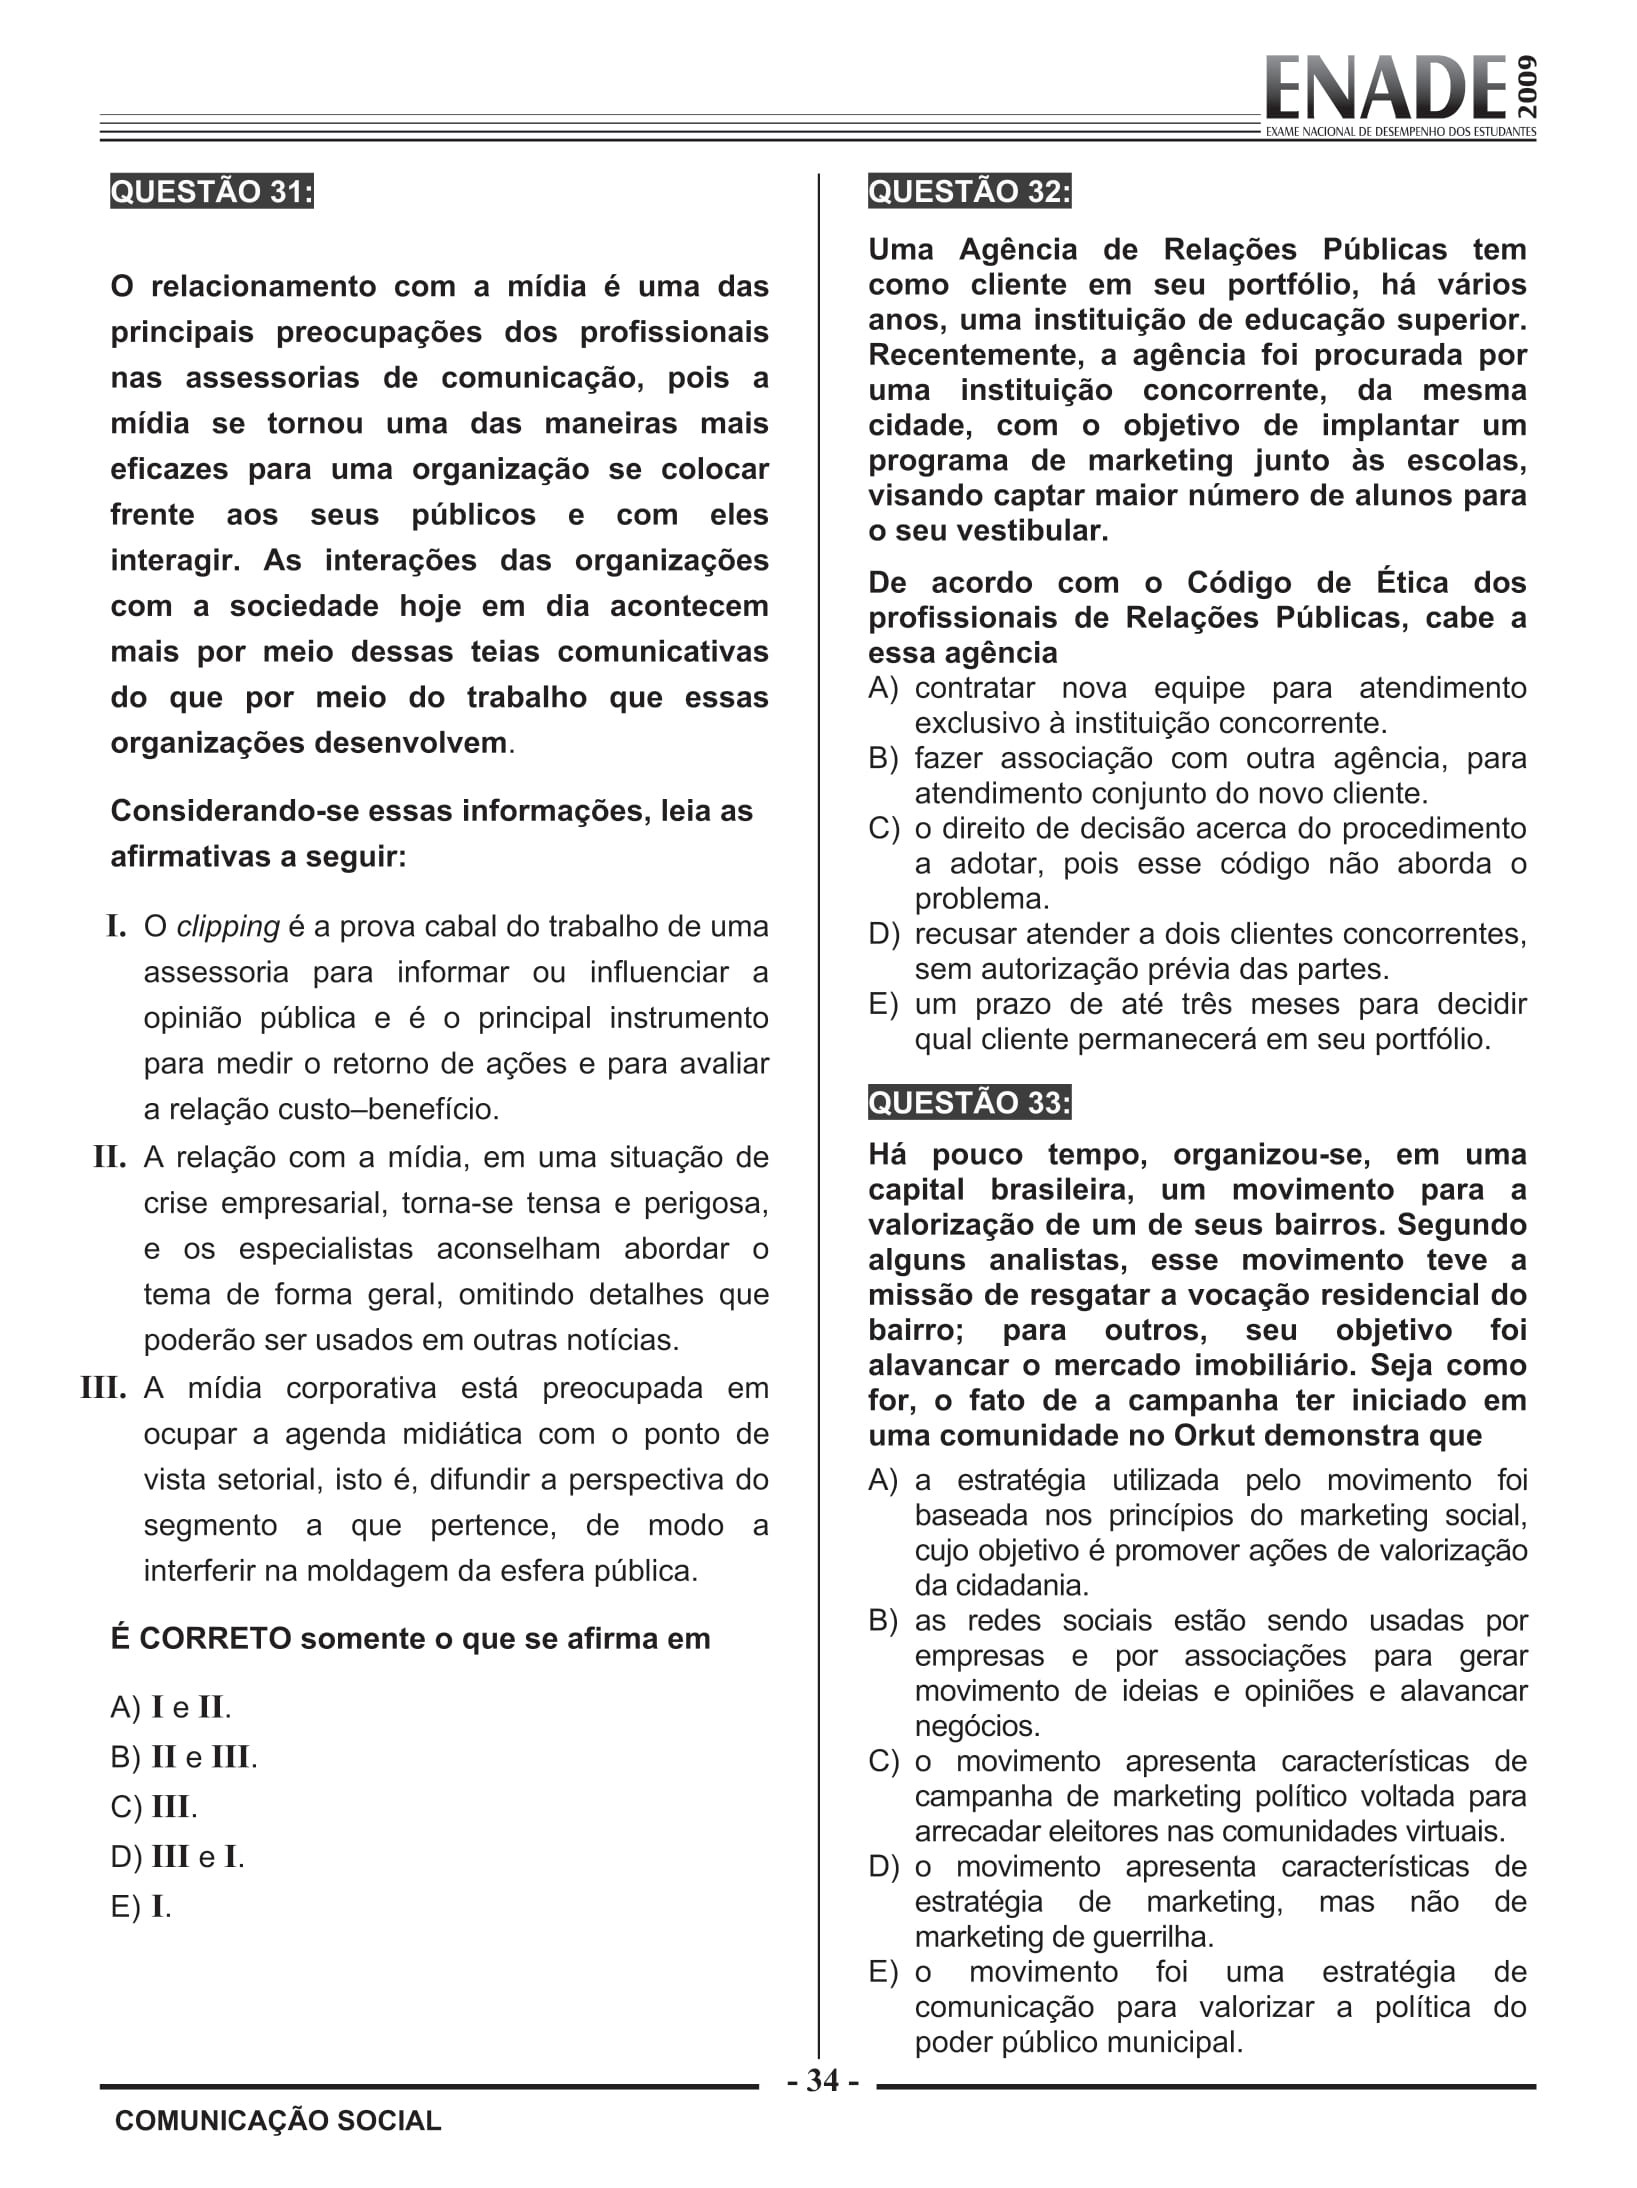 ENADE 2009
EXAME NACIONAL DE DESEMPENHO DOS ESTUDANTES
QUESTÃO 31:
O relacionamento com a mídia é uma das
principais preocupações dos profissionais
nas assessorias de comunicação, pois a
mídia se tornou uma das maneiras mais
eficazes para uma organização se colocar
frente aos seus públicos e com eles
interagir. As interações das organizações
com a sociedade hoje em dia acontecem
mais por meio dessas teias comunicativas
do que por meio do trabalho que essas
organizações desenvolvem.
Considerando-se essas informações, leia as
afirmativas a seguir:
I. O clipping é a prova cabal do trabalho de uma
assessoria para informar ou influenciar a
opinião pública e é o principal instrumento
para medir o retorno de ações e para avaliar
a relação custo–benefício.
II. A relação com a mídia, em uma situação de
crise empresarial, torna-se tensa e perigosa,
e os especialistas aconselham abordar o
tema de forma geral, omitindo detalhes que
poderão ser usados em outras notícias.
III. A mídia corporativa está preocupada em
ocupar a agenda midiática com o ponto de
vista setorial, isto é, difundir a perspectiva do
segmento a que pertence, de modo a
interferir na moldagem da esfera pública.
É CORRETO somente o que se afirma em
A) I e II.
B) II e III.
C) III.
D) III e I.
E) I.
QUESTÃO 32:
Uma Agência de Relações Públicas tem
como cliente em seu portfólio, há vários
anos, uma instituição de educação superior.
Recentemente, a agência foi procurada por
uma instituição concorrente, da mesma
cidade, com o objetivo de implantar um
programa de marketing junto às escolas,
visando captar maior número de alunos para
o seu vestibular.
De acordo com o Código de Ética dos
profissionais de Relações Públicas, cabe a
essa agência
A) contratar nova equipe para atendimento
exclusivo à instituição concorrente.
B) fazer associação com outra agência, para
atendimento conjunto do novo cliente.
C) o direito de decisão acerca do procedimento
a adotar, pois esse código não aborda o
problema.
D) recusar atender a dois clientes concorrentes,
sem autorização prévia das partes.
E) um prazo de até três meses para decidir
qual cliente permanecerá em seu portfólio.
QUESTÃO 33:
Há pouco tempo, organizou-se, em uma
capital brasileira, um movimento para a
valorização de um de seus bairros. Segundo
alguns analistas, esse movimento teve a
missão de resgatar a vocação residencial do
bairro; para outros, seu objetivo foi
alavancar o mercado imobiliário. Seja como
for, o fato de a campanha ter iniciado em
uma comunidade no Orkut demonstra que
A) a estratégia utilizada pelo movimento foi
baseada nos princípios do marketing social,
cujo objetivo é promover ações de valorização
da cidadania.
B) as redes sociais estão sendo usadas por
empresas e por associações para gerar
movimento de ideias e opiniões e alavancar
negócios.
C) o movimento apresenta características de
campanha de marketing político voltada para
arrecadar eleitores nas comunidades virtuais.
D) o movimento apresenta características de
estratégia de marketing, mas não de
marketing de guerrilha.
E) o movimento foi uma estratégia de
comunicação para valorizar a política do
poder público municipal.
- 34 -
COMUNICAÇÃO SOCIAL